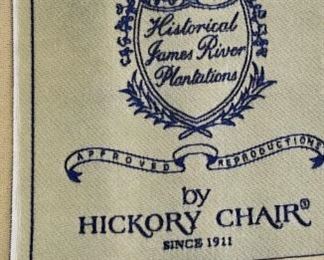 Historical
James River
Plantations
APPROVED REPRODUCTIONS
by
HICKORY CHAIR®
SINCE 1911